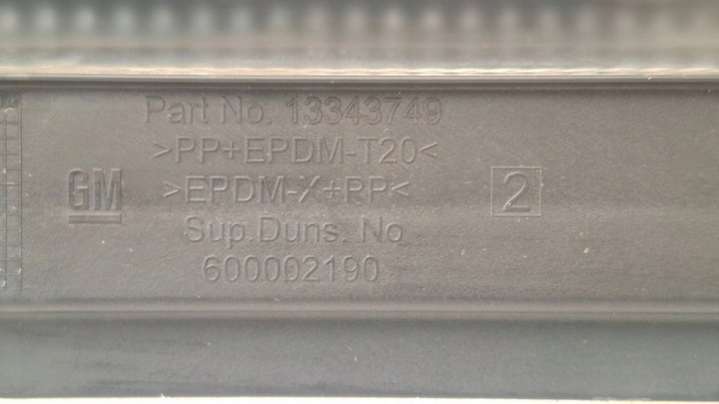 Part No. 13343749
>PP+EPDM-T20<
GM
>EPDM-X+PP<
2
Sup.Duns. No
600002190